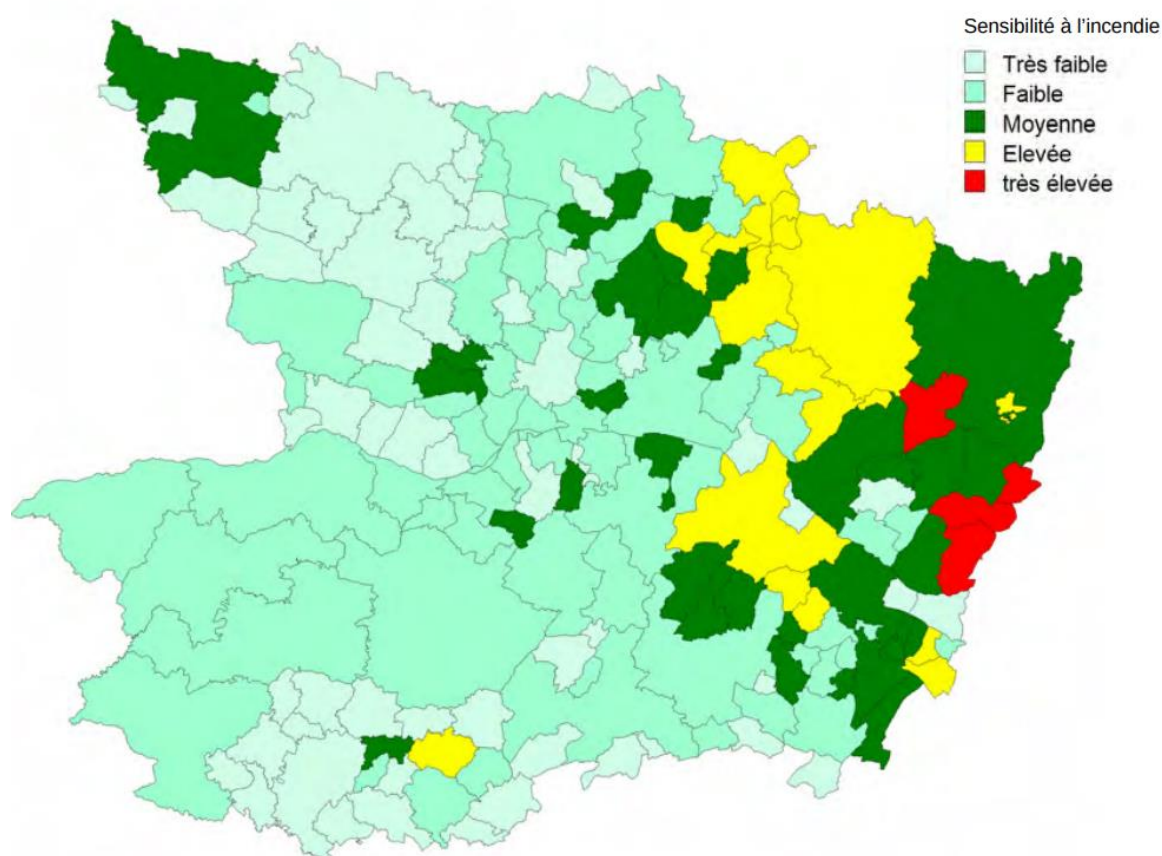 Sensibilité à l’incendie
Très faible
Faible
Moyenne
Elevée
très élevée